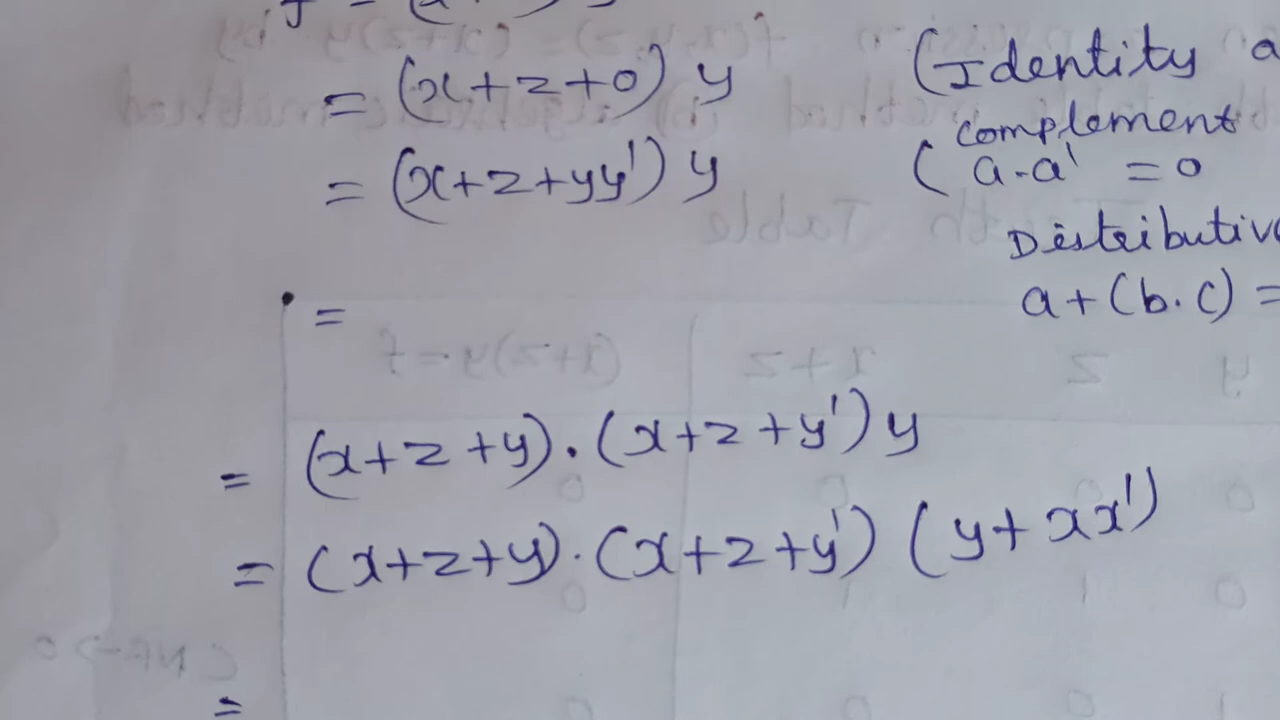 = (x+z+0) y (Identity a
complement
= (x+z+yy') y ( a.a' = 0
Distributive
a+(b.c) =
=
= (x+z+y).(x+z+y')y
= (x+z+y).(x+z+y') (y+xx')
=